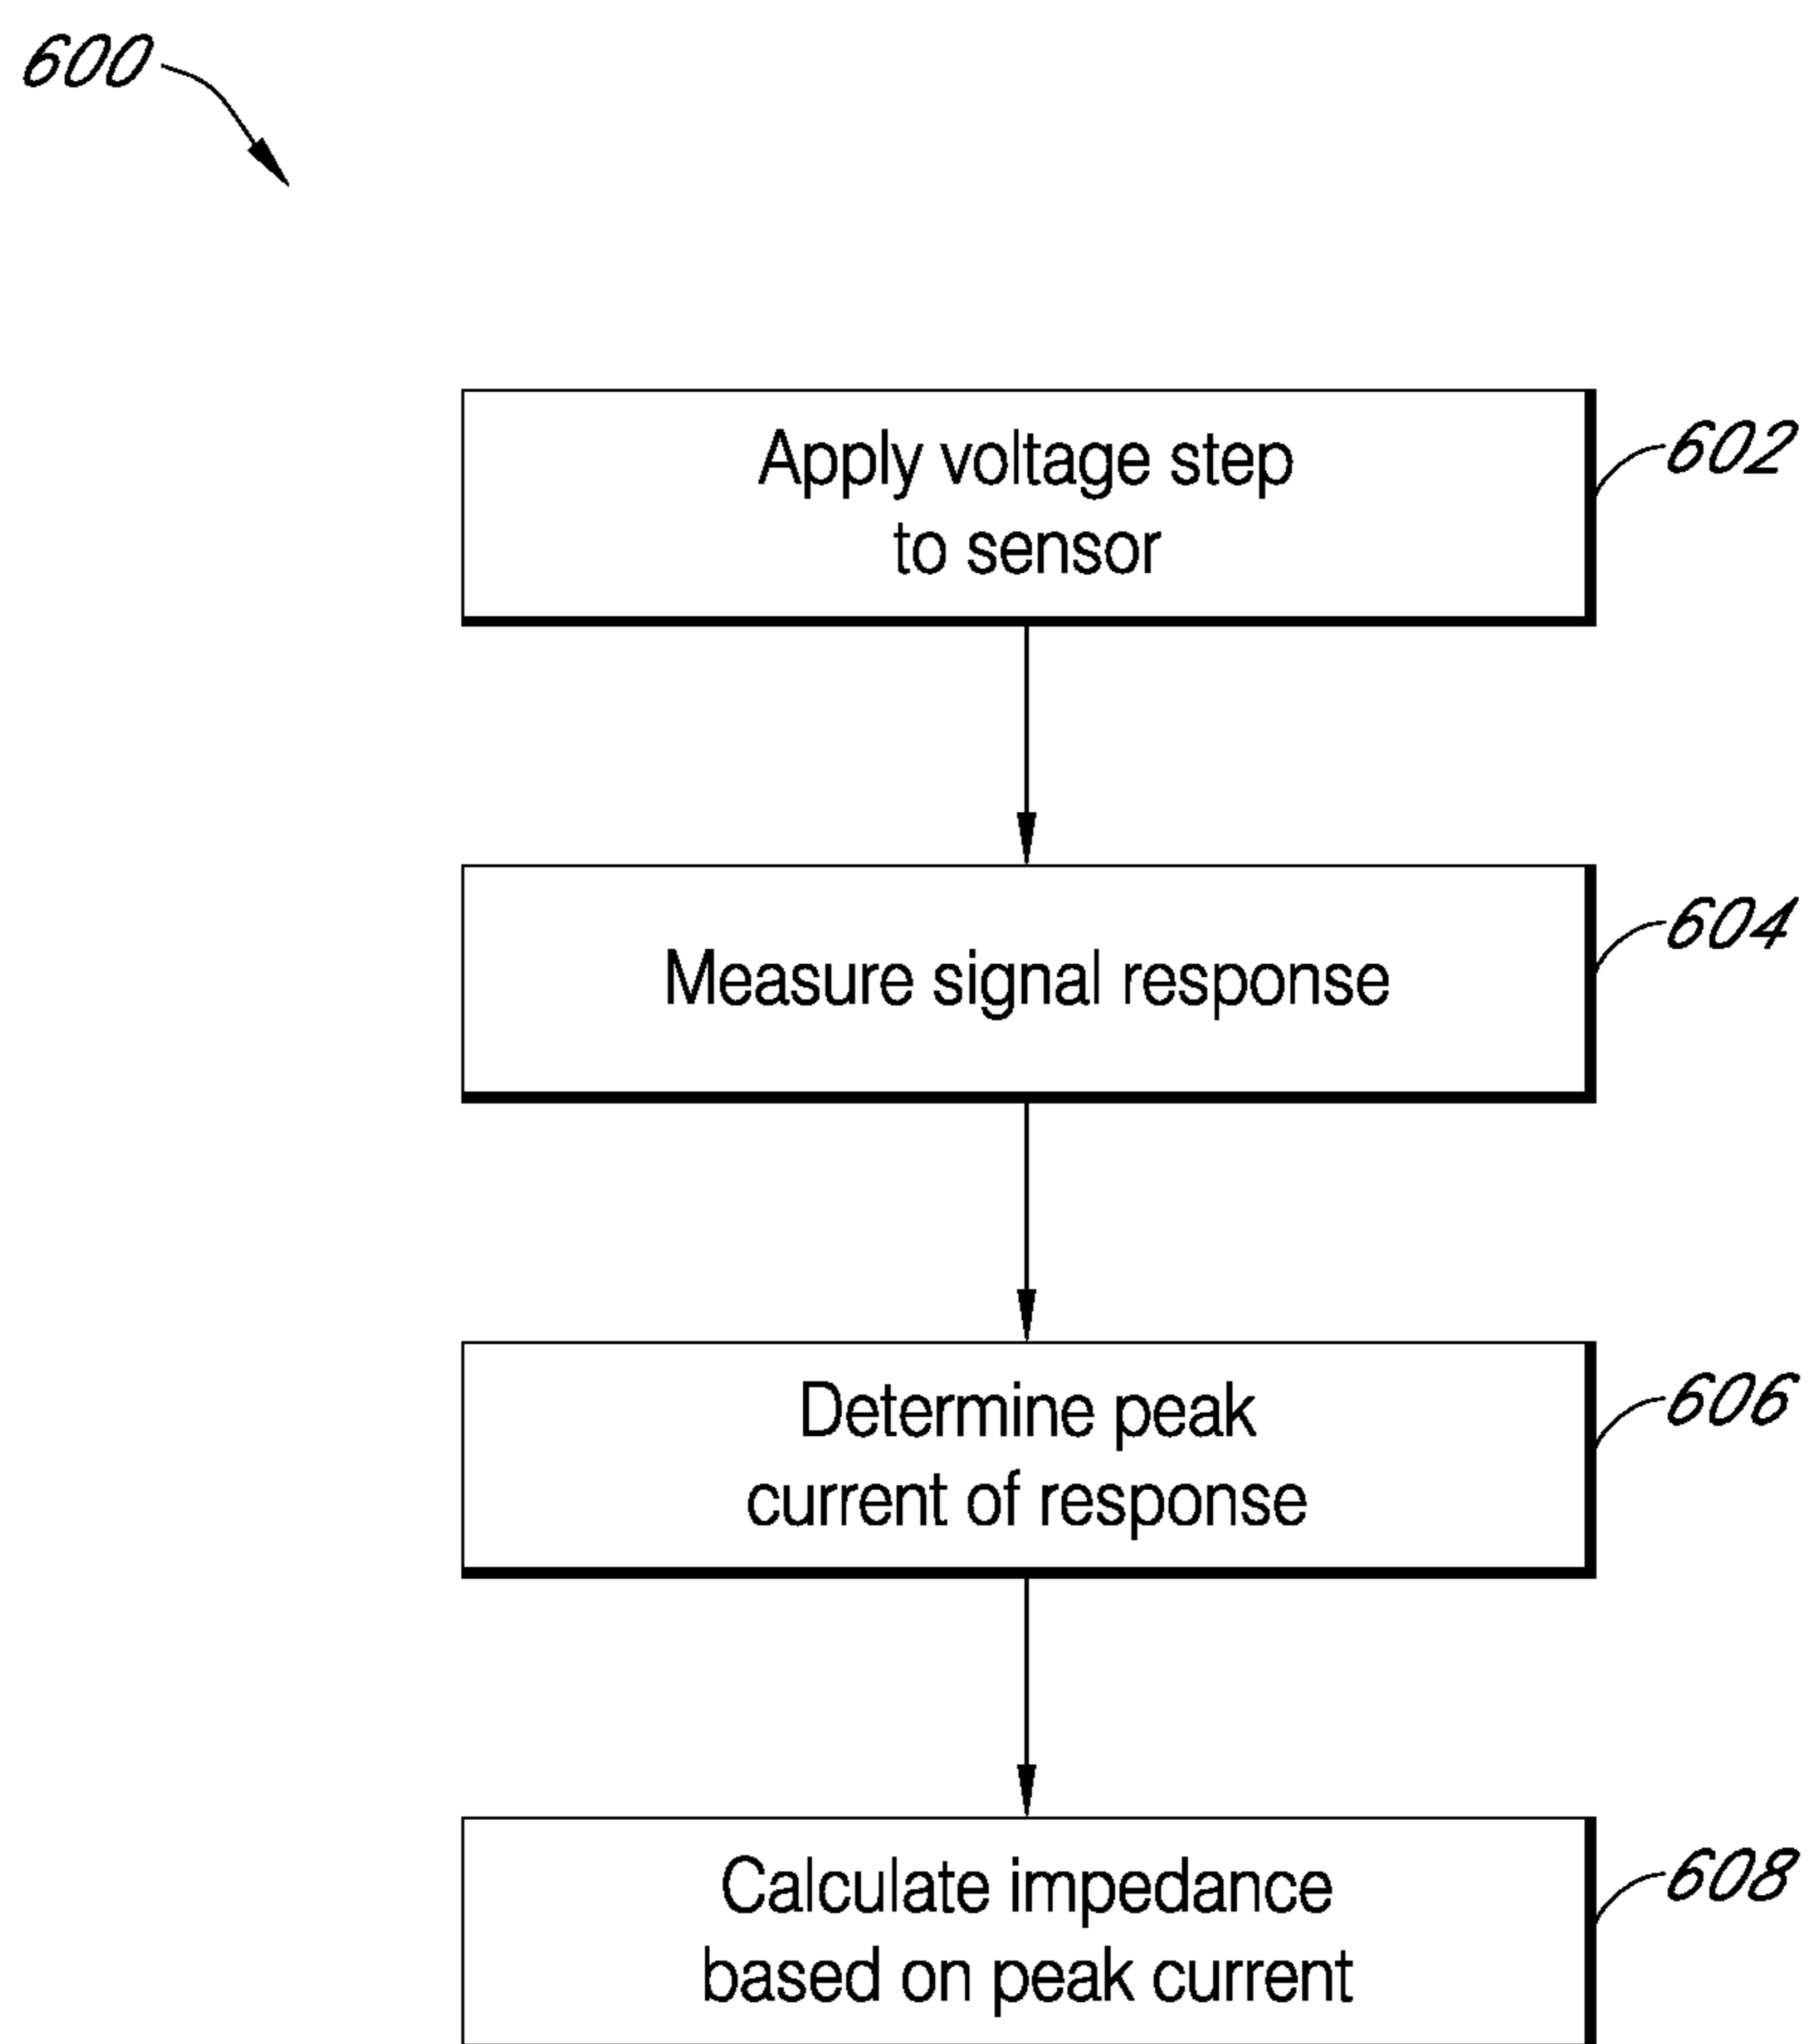 600
Apply voltage step
to sensor
602
Measure signal response
604
Determine peak
current of response
606
Calculate impedance
based on peak current
608